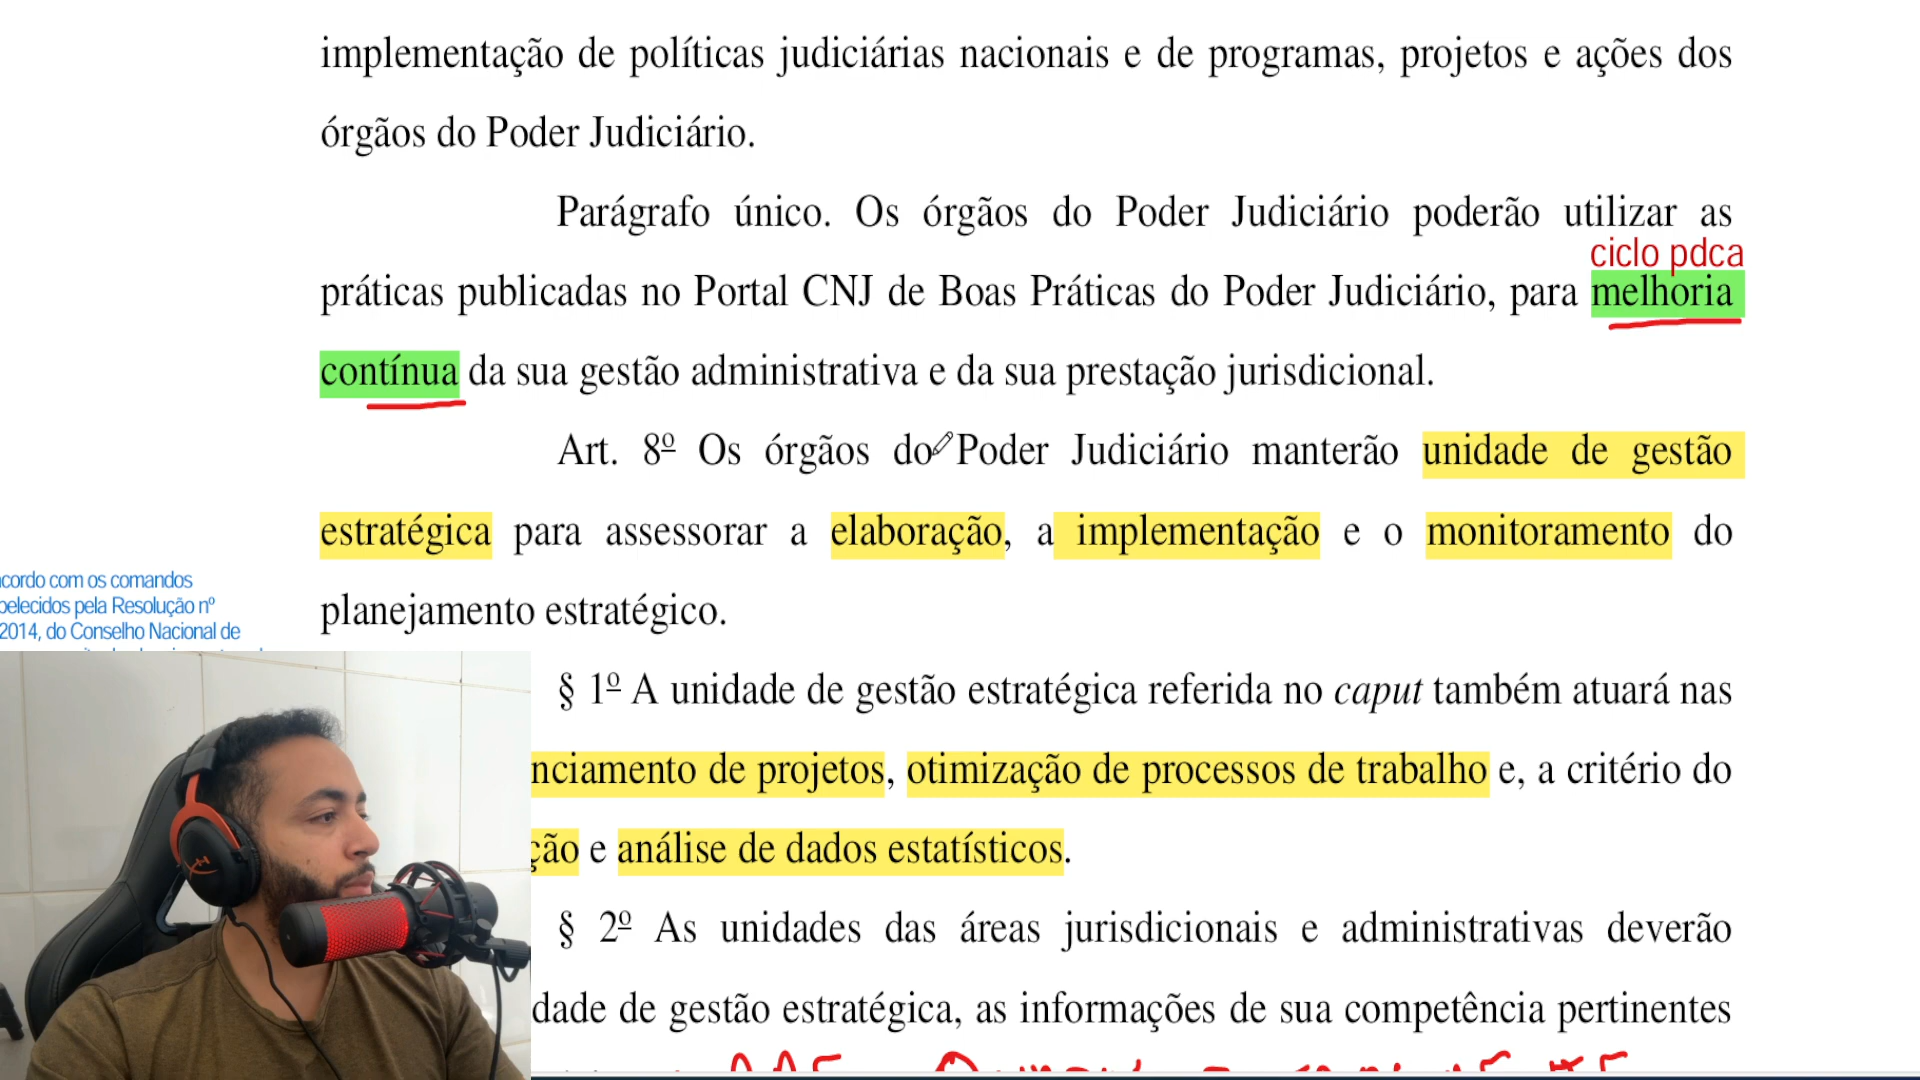 implementação de políticas judiciárias nacionais e de programas, projetos e ações dos
órgãos do Poder Judiciário.
Parágrafo único. Os órgãos do Poder Judiciário poderão utilizar as
ciclo pdca
práticas publicadas no Portal CNJ de Boas Práticas do Poder Judiciário, para melhoria
contínua da sua gestão administrativa e da sua prestação jurisdicional.
Art. 8º Os órgãos do Poder Judiciário manterão unidade de gestão
estratégica para assessorar a elaboração, a implementação e o monitoramento do
planejamento estratégico.
cordo com os comandos
belecidos pela Resolução nº
2014, do Conselho Nacional de
§ 1º A unidade de gestão estratégica referida no caput também atuará nas
nciamento de projetos, otimização de processos de trabalho e, a critério do
ção e análise de dados estatísticos.
§ 2º As unidades das áreas jurisdicionais e administrativas deverão
dade de gestão estratégica, as informações de sua competência pertinentes